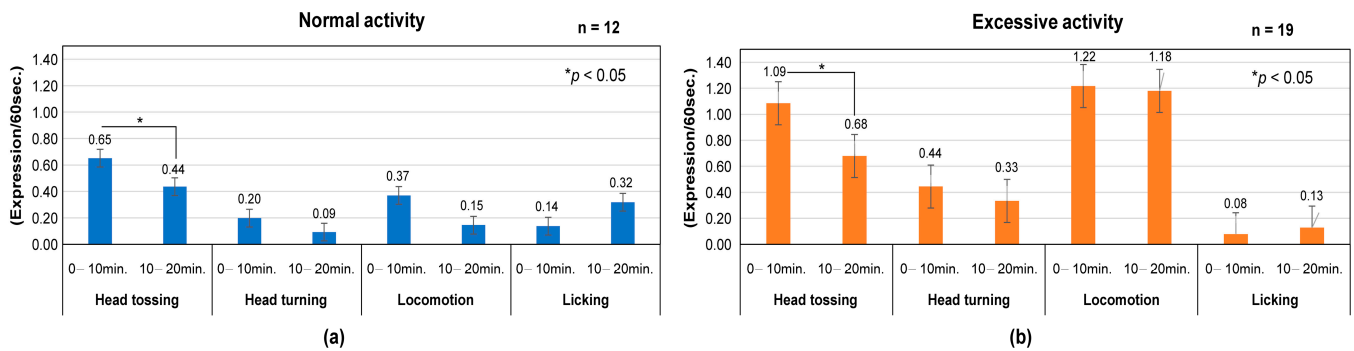 Normal activity
n = 12
(Expression/60sec.)
1.40
1.20
1.00
0.80
0.60
0.40
0.20
0.00
*p < 0.05
*
0.65
0.44
0.20
0.09
0.37
0.15
0.14
0.32
0– 10min. 10– 20min. 0– 10min. 10– 20min. 0– 10min. 10– 20min. 0– 10min. 10– 20min.
Head tossing Head turning Locomotion Licking
(a)
Excessive activity
n = 19
(Expression/60sec.)
1.40
1.20
1.00
0.80
0.60
0.40
0.20
0.00
*p < 0.05
*
1.09
0.68
0.44
0.33
1.22
1.18
0.08
0.13
0– 10min. 10– 20min. 0– 10min. 10– 20min. 0– 10min. 10– 20min. 0– 10min. 10– 20min.
Head tossing Head turning Locomotion Licking
(b)